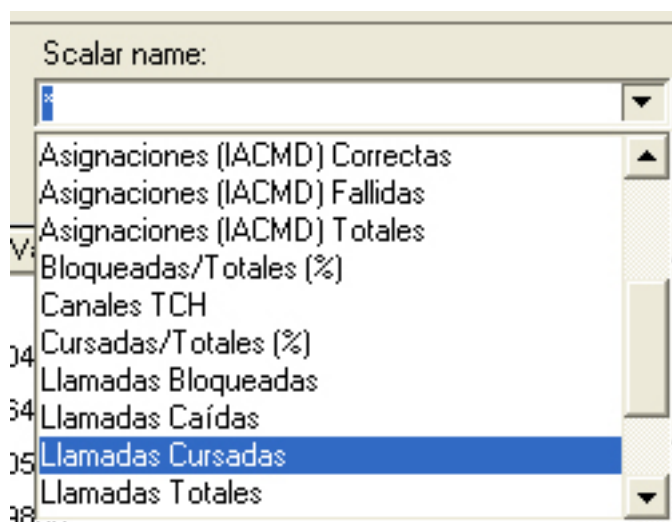 Scalar name:
*
Asignaciones (IACMD) Correctas
Asignaciones (IACMD) Fallidas
Asignaciones (IACMD) Totales
Bloqueadas/Totales (%)
Canales TCH
Cursadas/Totales (%)
Llamadas Bloqueadas
Llamadas Caídas
Llamadas Cursadas
Llamadas Totales